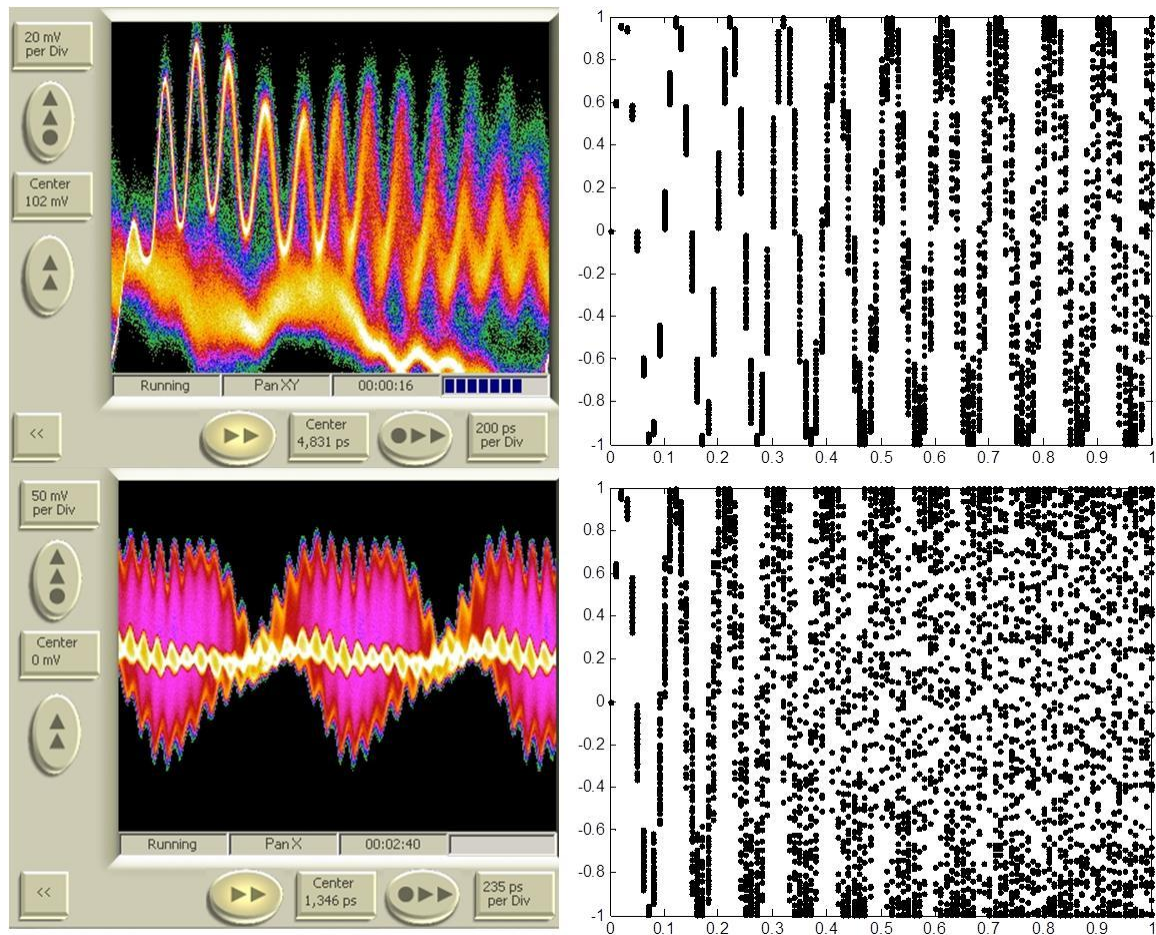 20 mV
per Div
Center
102 mV
Running
Pan XY
00:00:16
<<
Center
4,831 ps
200 ps
per Div
1
0.8
0.6
0.4
0.2
0
-0.2
-0.4
-0.6
-0.8
-1
0 0.1 0.2 0.3 0.4 0.5 0.6 0.7 0.8 0.9 1
50 mV
per Div
Center
0 mV
Running
Pan X
00:02:40
<<
Center
1,346 ps
235 ps
per Div
1
0.8
0.6
0.4
0.2
0
-0.2
-0.4
-0.6
-0.8
-1
0 0.1 0.2 0.3 0.4 0.5 0.6 0.7 0.8 0.9 1